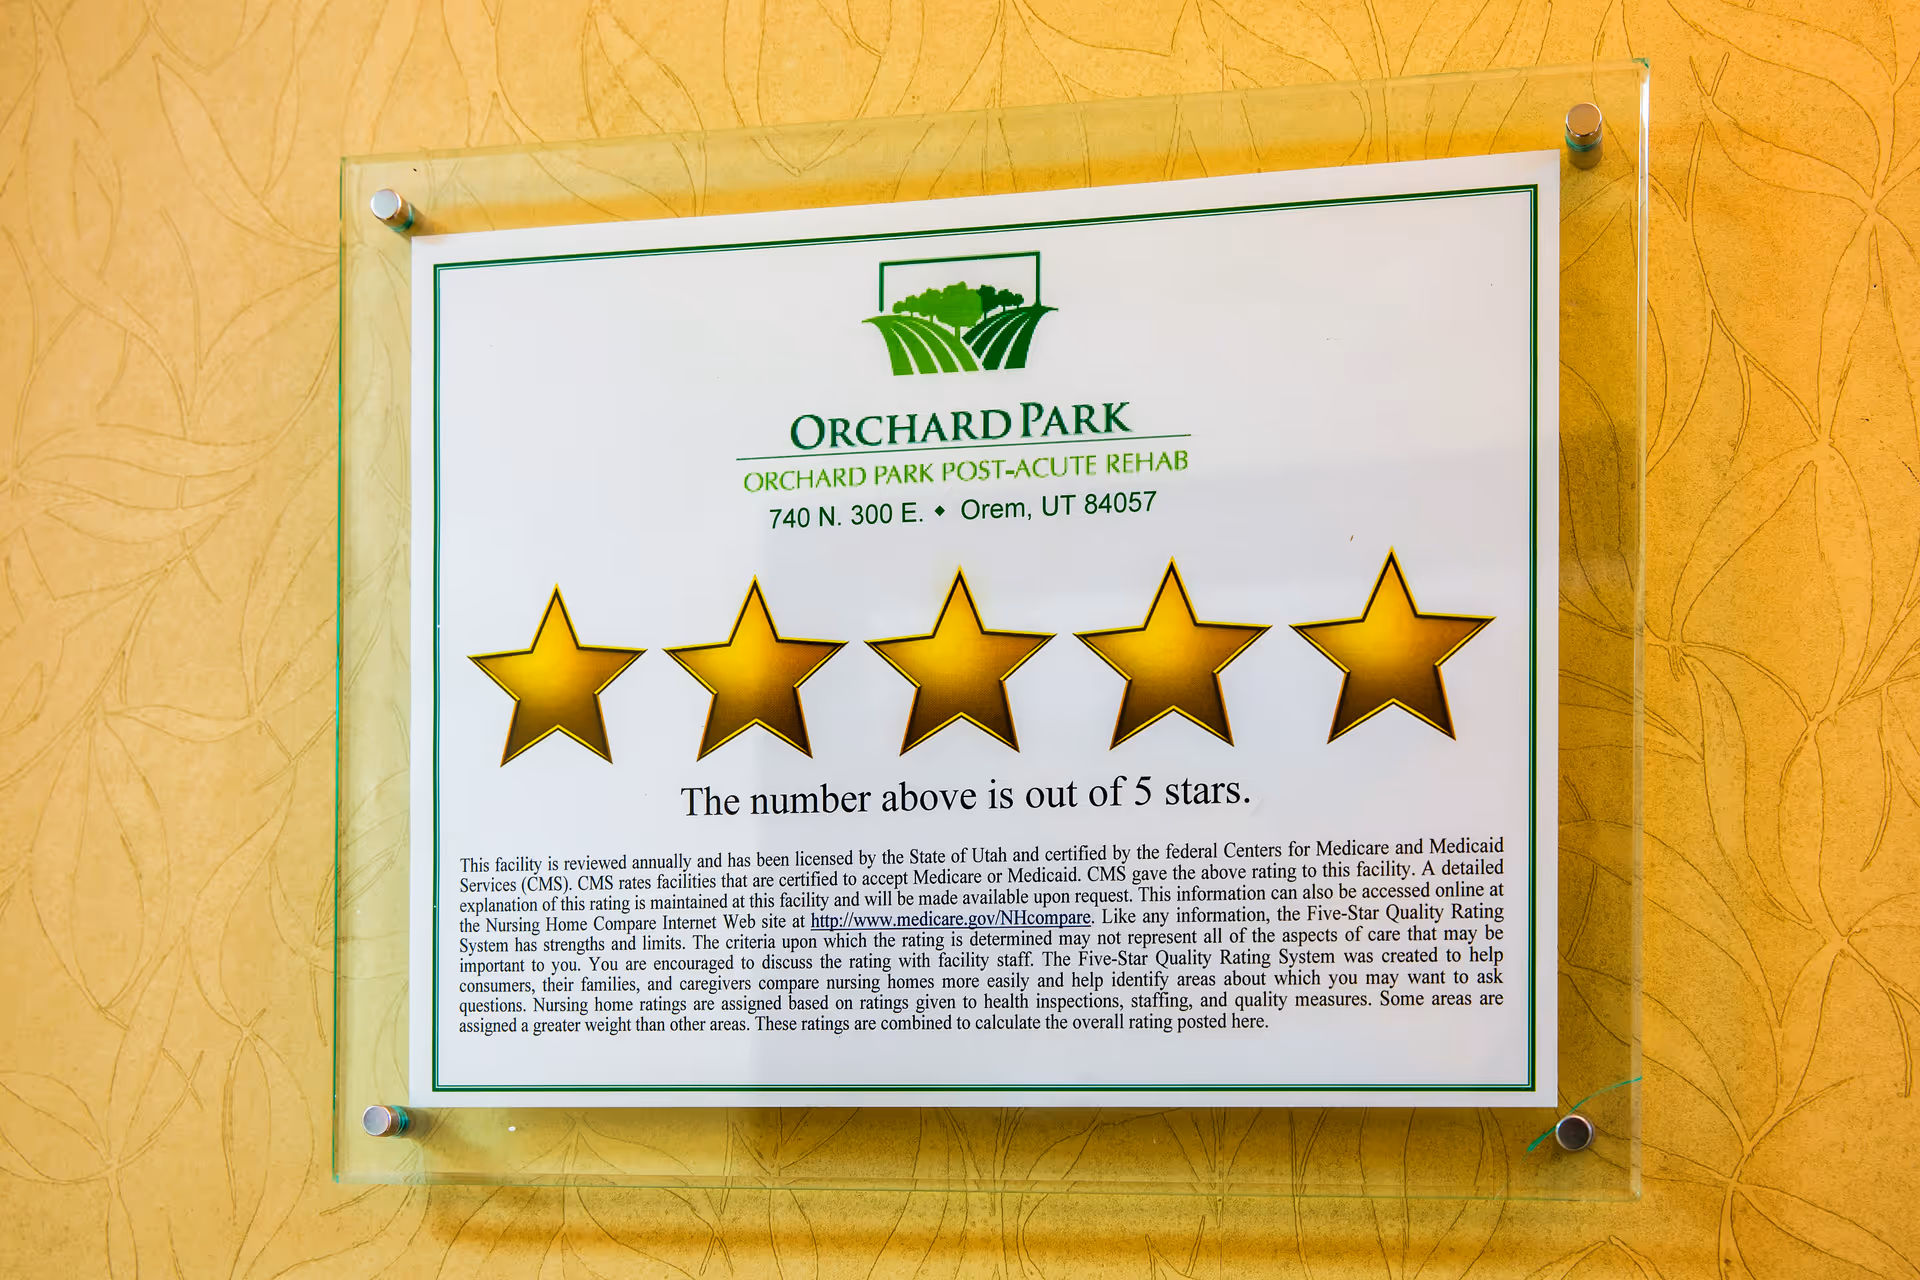 ORCHARD PARK
ORCHARD PARK POST-ACUTE REHAB
740 N. 300 E. ◆ Orem, UT 84057
The number above is out of 5 stars.
This facility is reviewed annually and has been licensed by the State of Utah and certified by the federal Centers for Medicare and Medicaid
Services (CMS). CMS rates facilities that are certified to accept Medicare or Medicaid. CMS gave the above rating to this facility. A detailed
explanation of this rating is maintained at this facility and will be made available upon request. This information can also be accessed online at
the Nursing Home Compare Internet Web site at http://www.medicare.gov/NHcompare. Like any information, the Five-Star Quality Rating
System has strengths and limits. The criteria upon which the rating is determined may not represent all of the aspects of care that may be
important to you. You are encouraged to discuss the rating with facility staff. The Five-Star Quality Rating System was created to help
consumers, their families, and caregivers compare nursing homes more easily and help identify areas about which you may want to ask
questions. Nursing home ratings are assigned based on ratings given to health inspections, staffing, and quality measures. Some areas are
assigned a greater weight than other areas. These ratings are combined to calculate the overall rating posted here.